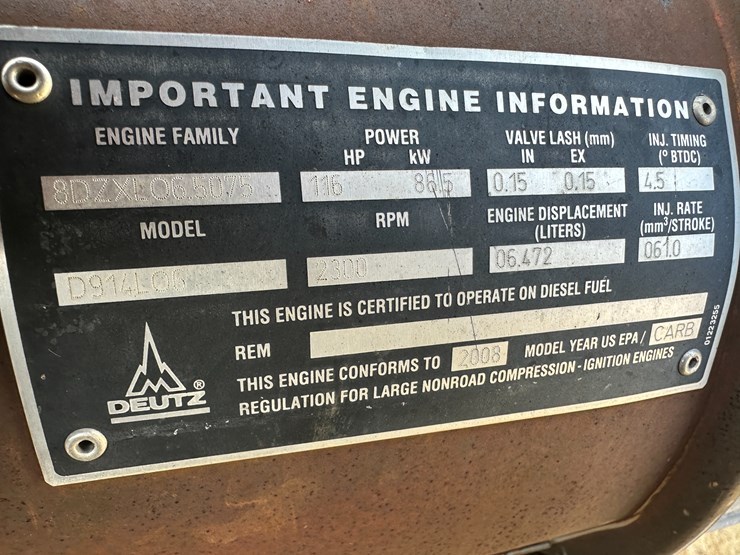 IMPORTANT ENGINE INFORMATION
ENGINE FAMILY
8DZXL06.5075
POWER
HP kW
116 86.5
VALVE LASH (mm)
IN EX
0.15 0.15
INJ. TIMING
(° BTDC)
4.5
MODEL
D914L06
RPM
2300
ENGINE DISPLACEMENT
(LITERS)
06.472
INJ. RATE
(mm³/STROKE)
061.0
THIS ENGINE IS CERTIFIED TO OPERATE ON DIESEL FUEL
REM
THIS ENGINE CONFORMS TO 2008 MODEL YEAR US EPA / CARB
REGULATION FOR LARGE NONROAD COMPRESSION - IGNITION ENGINES
DEUTZ ®
01223255